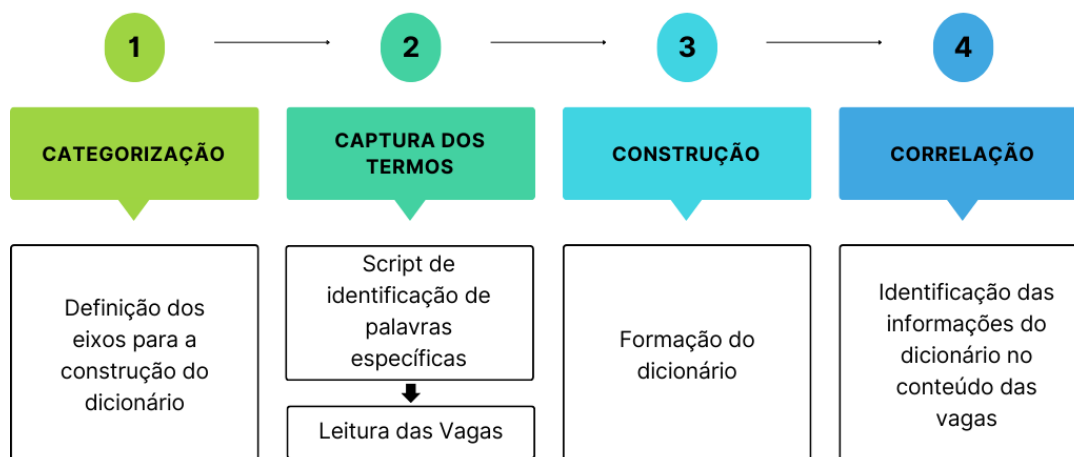 1
2
3
4
CATEGORIZAÇÃO
CAPTURA DOS
TERMOS
CONSTRUÇÃO
CORRELAÇÃO
Definição dos
eixos para a
construção do
dicionário
Script de
identificação de
palavras
específicas
Leitura das Vagas
Formação do
dicionário
Identificação das
informações do
dicionário no
conteúdo das
vagas